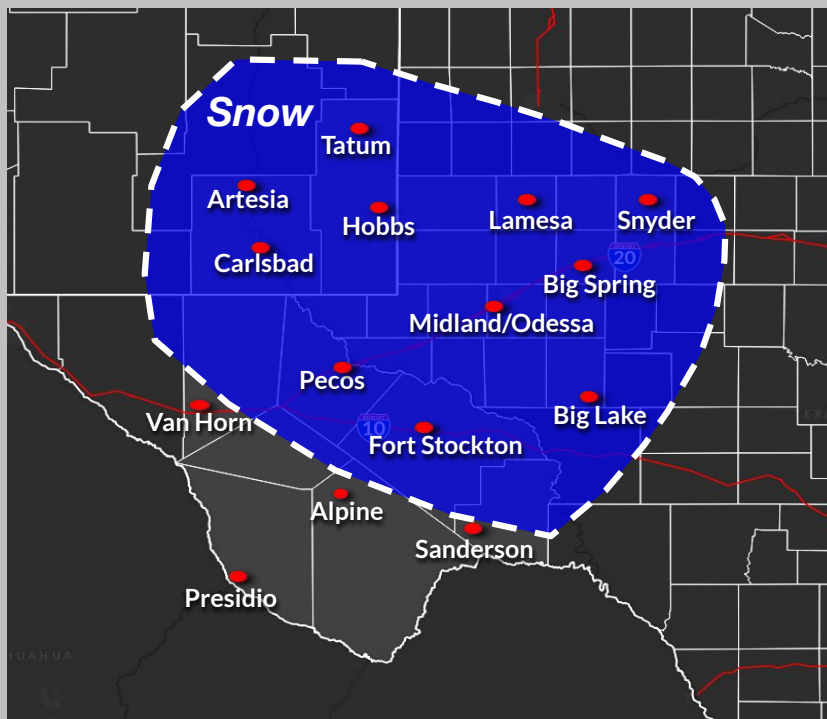 Snow
Tatum
Artesia
Hobbs
Lamesa
Snyder
Carlsbad
20
Big Spring
Midland/Odessa
Pecos
Van Horn
10
Fort Stockton
Big Lake
Alpine
Sanderson
Presidio
HUAHUA